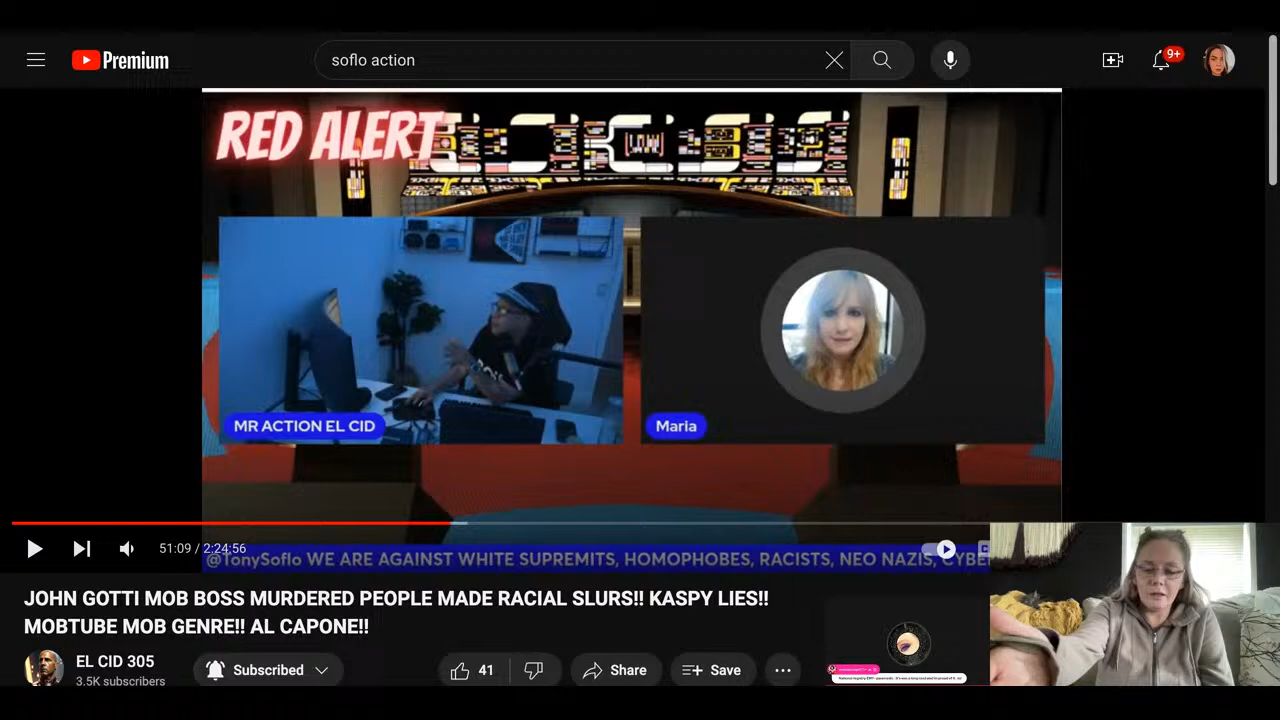 Premium
soflo action
9+
RED ALERT
MR ACTION EL CID
Maria
51:09 / 2:24:56
@TonySoflo WE ARE AGAINST WHITE SUPREMITS, HOMOPHOBES, RACISTS, NEO NAZIS, CYBE
JOHN GOTTI MOB BOSS MURDERED PEOPLE MADE RACIAL SLURS!! KASPY LIES!!
MOBTUBE MOB GENRE!! AL CAPONE!!
EL CID 305
3.5K subscribers
Subscribed
41
Share
Save